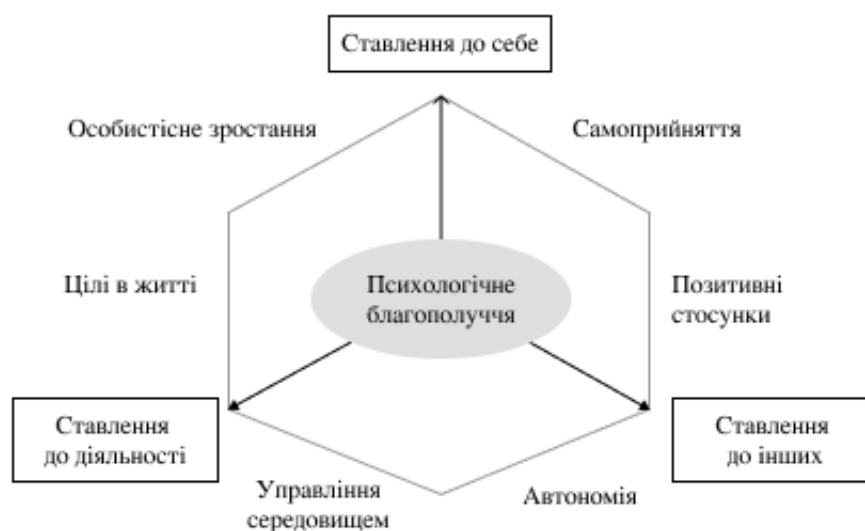 Ставлення до себе
Особистісне зростання
Самоприйняття
Цілі в житті
Психологічне
благополуччя
Позитивні
стосунки
Ставлення
до діяльності
Ставлення
до інших
Управління
середовищем
Автономія